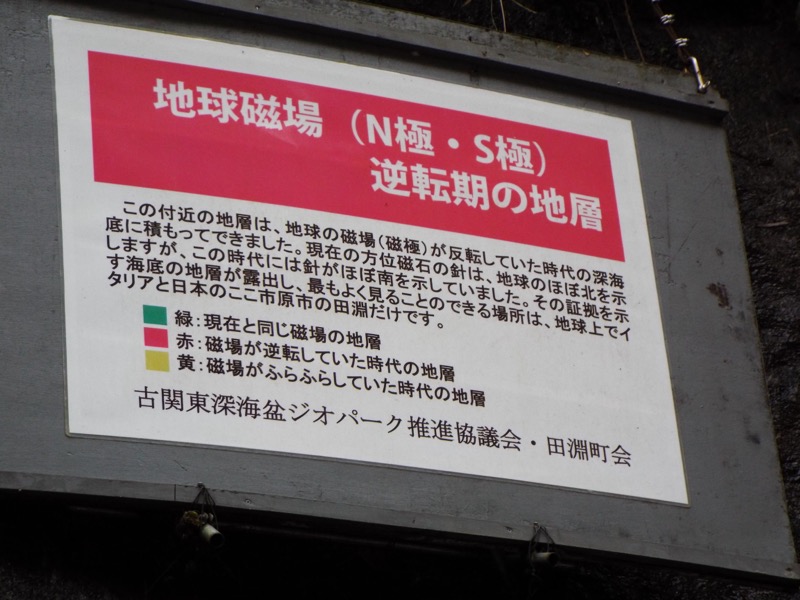 地球磁場（N極・S極）
逆転期の地層
この付近の地層は、地球の磁場（磁極）が反転していた時代の深海
底に積もってできました。現在の方位磁石の針は、地球のほぼ北を示
しますが、この時代には針がほぼ南を示していました。その証拠を示
す海底の地層が露出し、最もよく見ることのできる場所は、地球上でイ
タリアと日本のここ市原市の田淵だけです。
緑：現在と同じ磁場の地層
赤：磁場が逆転していた時代の地層
黄：磁場がふらふらしていた時代の地層
古関東深海盆ジオパーク推進協議会・田淵町会